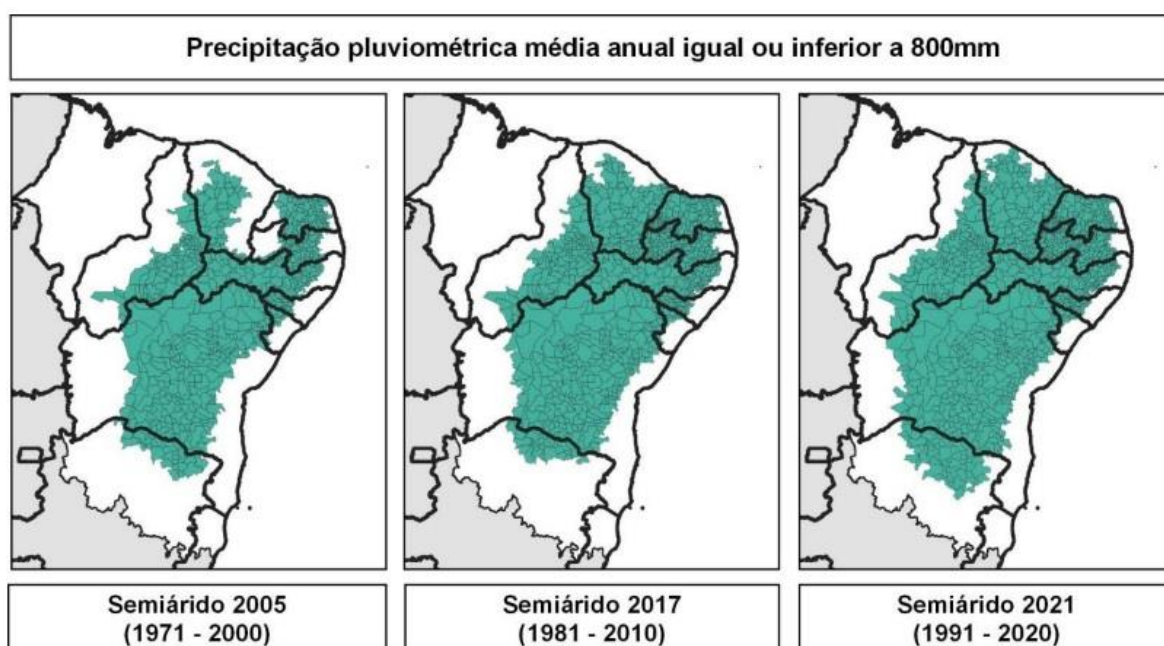 Precipitação pluviométrica média anual igual ou inferior a 800mm
Semiárido 2005
(1971 - 2000)
Semiárido 2017
(1981 - 2010)
Semiárido 2021
(1991 - 2020)